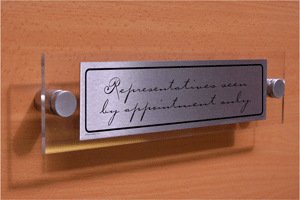 Representatives seen
by appointment only